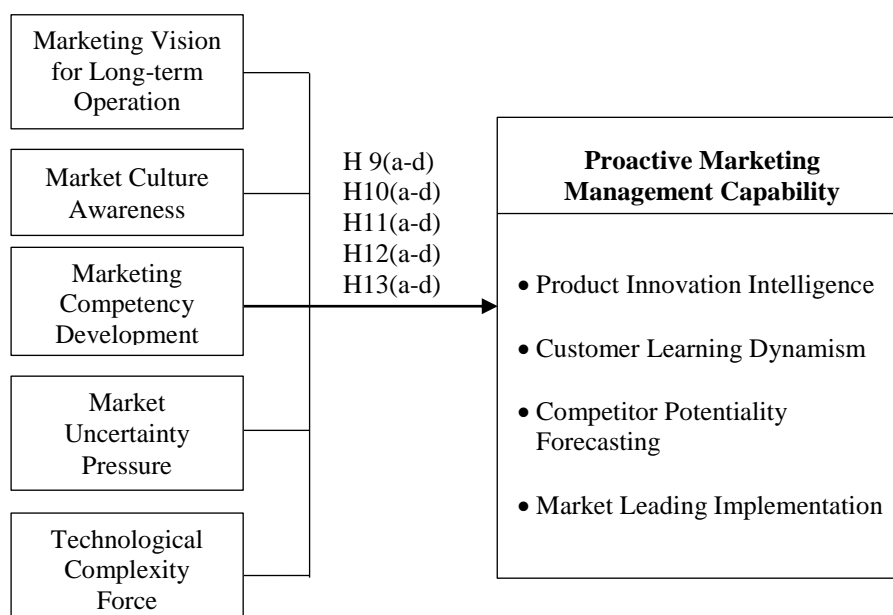 Marketing Vision
for Long-term
Operation
Market Culture
Awareness
Marketing
Competency
Development
Market
Uncertainty
Pressure
Technological
Complexity
Force
H 9(a-d)
H10(a-d)
H11(a-d)
H12(a-d)
H13(a-d)
Proactive Marketing
Management Capability
• Product Innovation Intelligence
• Customer Learning Dynamism
• Competitor Potentiality
Forecasting
• Market Leading Implementation